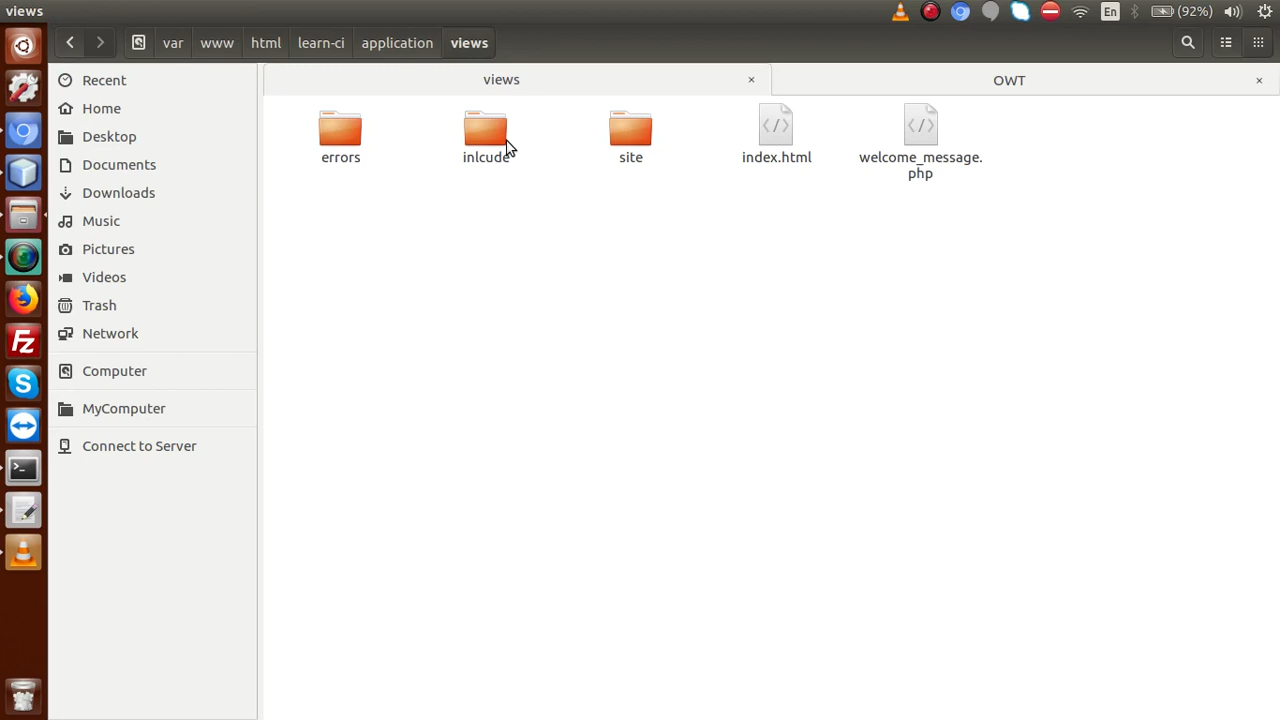 views
En
(92%)
var
www
html
learn-ci
application
views
Recent
Home
Desktop
Documents
Downloads
Music
Pictures
Videos
Trash
Network
Computer
MyComputer
Connect to Server
views ×
OWT ×
errors
inlcude
site
index.html
welcome_message.
php
Fz